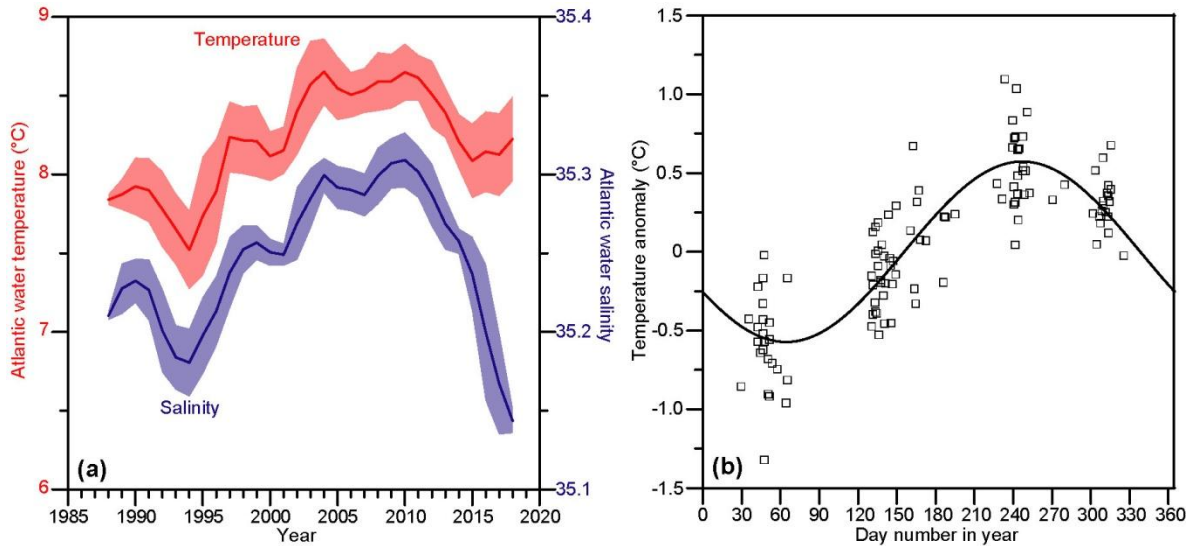 9
8
7
6
Atlantic water temperature (°C)
Temperature
Salinity
(a)
35.4
35.3
35.2
35.1
Atlantic water salinity
1985 1990 1995 2000 2005 2010 2015 2020
Year
1.5
1.0
0.5
0
-0.5
-1.0
-1.5
Temperature anomaly (°C)
(b)
0 30 60 90 120 150 180 210 240 270 300 330 360
Day number in year